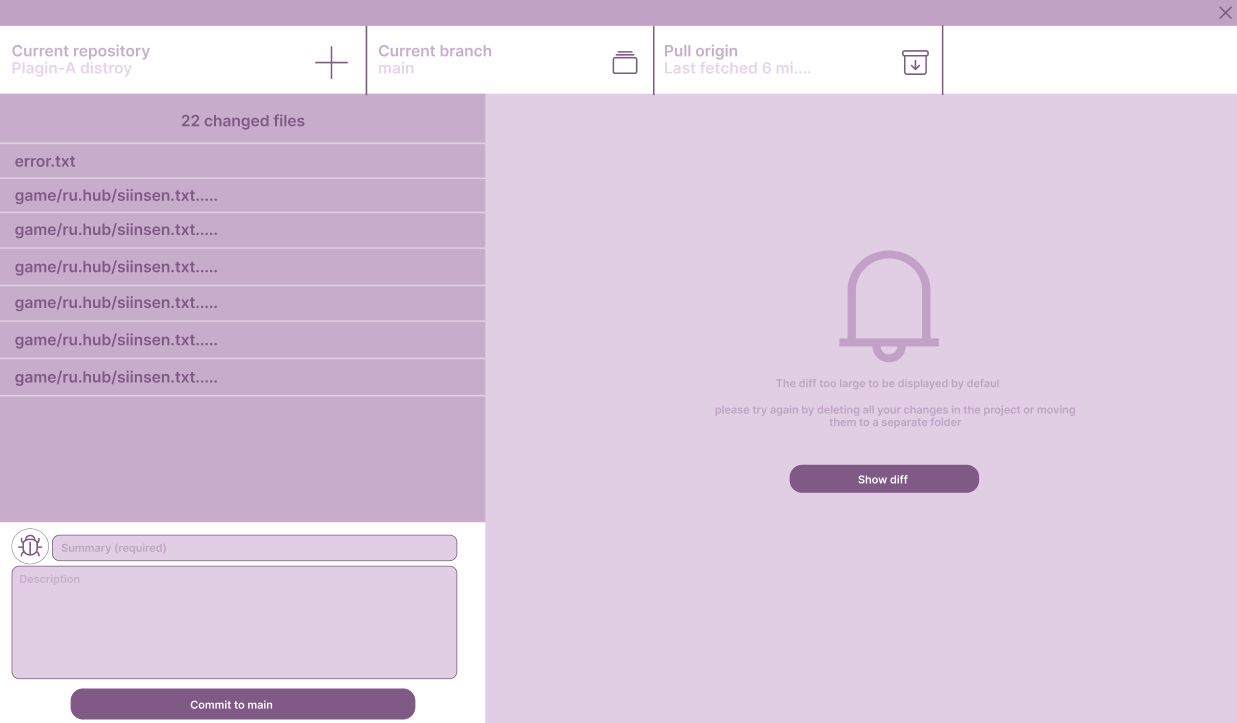 Current repository
Plagin-A distroy
Current branch
main
Pull origin
Last fetched 6 mi....
22 changed files
error.txt
game/ru.hub/siinsen.txt.....
game/ru.hub/siinsen.txt.....
game/ru.hub/siinsen.txt.....
game/ru.hub/siinsen.txt.....
game/ru.hub/siinsen.txt.....
game/ru.hub/siinsen.txt.....
The diff too large to be displayed by defaul
please try again by deleting all your changes in the project or moving
them to a separate folder
Show diff
Summary (required)
Description
Commit to main